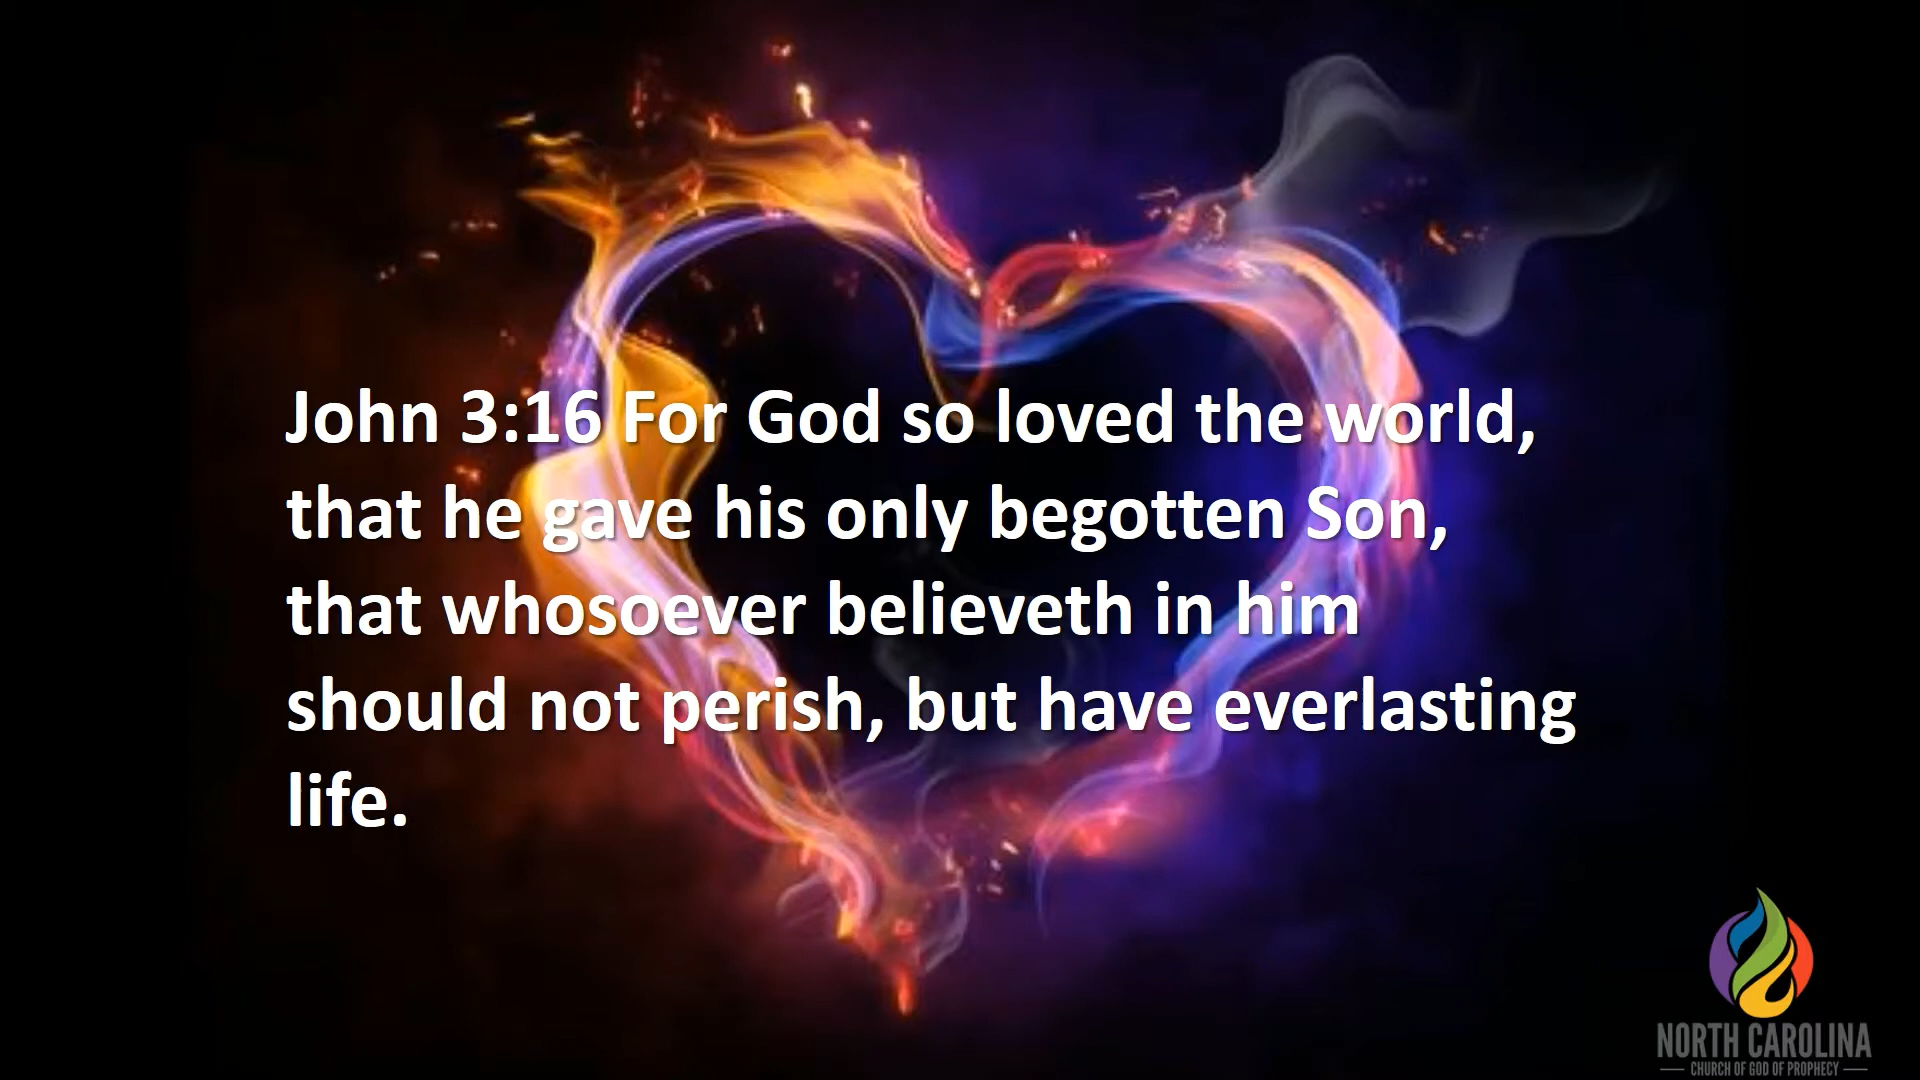 John 3:16 For God so loved the world,
that he gave his only begotten Son,
that whosoever believeth in him
should not perish, but have everlasting
life.
NORTH CAROLINA
CHURCH OF GOD OF PROPHECY